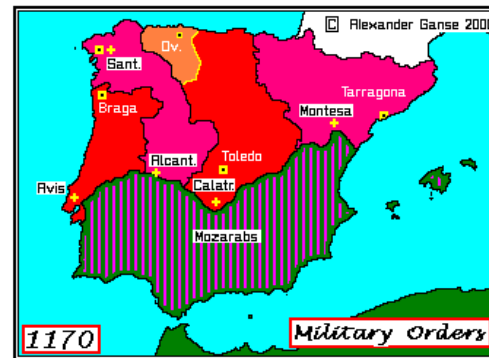 © Alexander Ganse 200
Ov.
Sant.
Tarragona
Braga
Montesa
Alcant.
Toledo
Avis
Calatr.
Mozarabs
1170
Military Orders